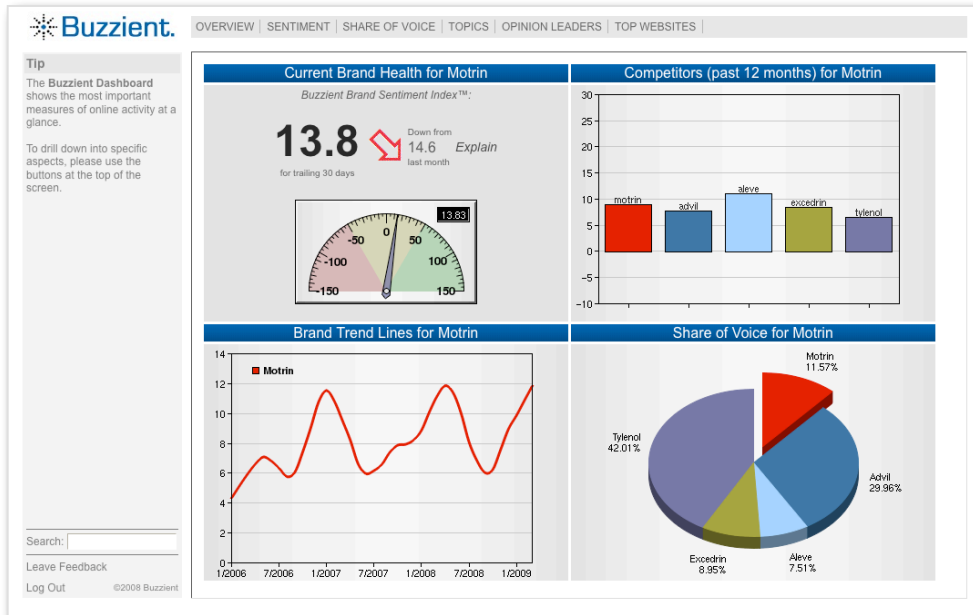 Buzzient.
OVERVIEW | SENTIMENT | SHARE OF VOICE | TOPICS | OPINION LEADERS | TOP WEBSITES |
Tip
The Buzzient Dashboard
shows the most important
measures of online activity at a
glance.
To drill down into specific
aspects, please use the
buttons at the top of the
screen.
Search:
Leave Feedback
Log Out
©2008 Buzzient
Current Brand Health for Motrin
Buzzient Brand Sentiment Index™:
13.8
for trailing 30 days
Down from
14.6
last month
Explain
13.83
-150
-100
-50
0
50
100
150
Competitors (past 12 months) for Motrin
30
25
20
15
10
5
0
-5
-10
motrin
advil
aleve
excedrin
tylenol
Brand Trend Lines for Motrin
Motrin
14
12
10
8
6
4
2
0
1/2006
7/2006
1/2007
7/2007
1/2008
7/2008
1/2009
Share of Voice for Motrin
Motrin
11.57%
Tylenol
42.01%
Advil
29.96%
Excedrin
8.95%
Aleve
7.51%